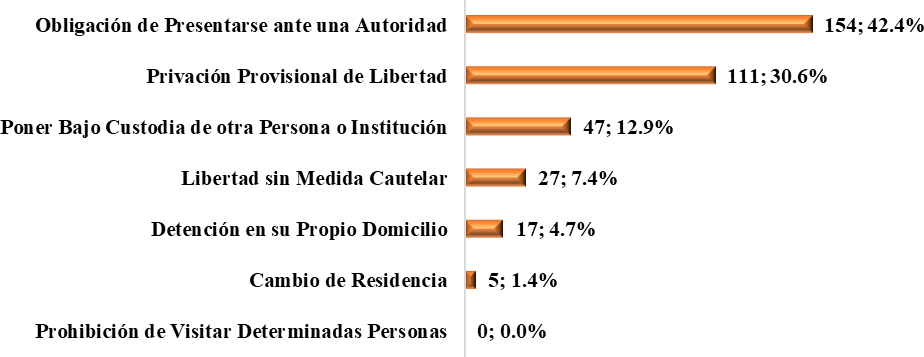 Obligación de Presentarse ante una Autoridad 154; 42.4%
Privación Provisional de Libertad 111; 30.6%
Poner Bajo Custodia de otra Persona o Institución 47; 12.9%
Libertad sin Medida Cautelar 27; 7.4%
Detención en su Propio Domicilio 17; 4.7%
Cambio de Residencia 5; 1.4%
Prohibición de Visitar Determinadas Personas 0; 0.0%